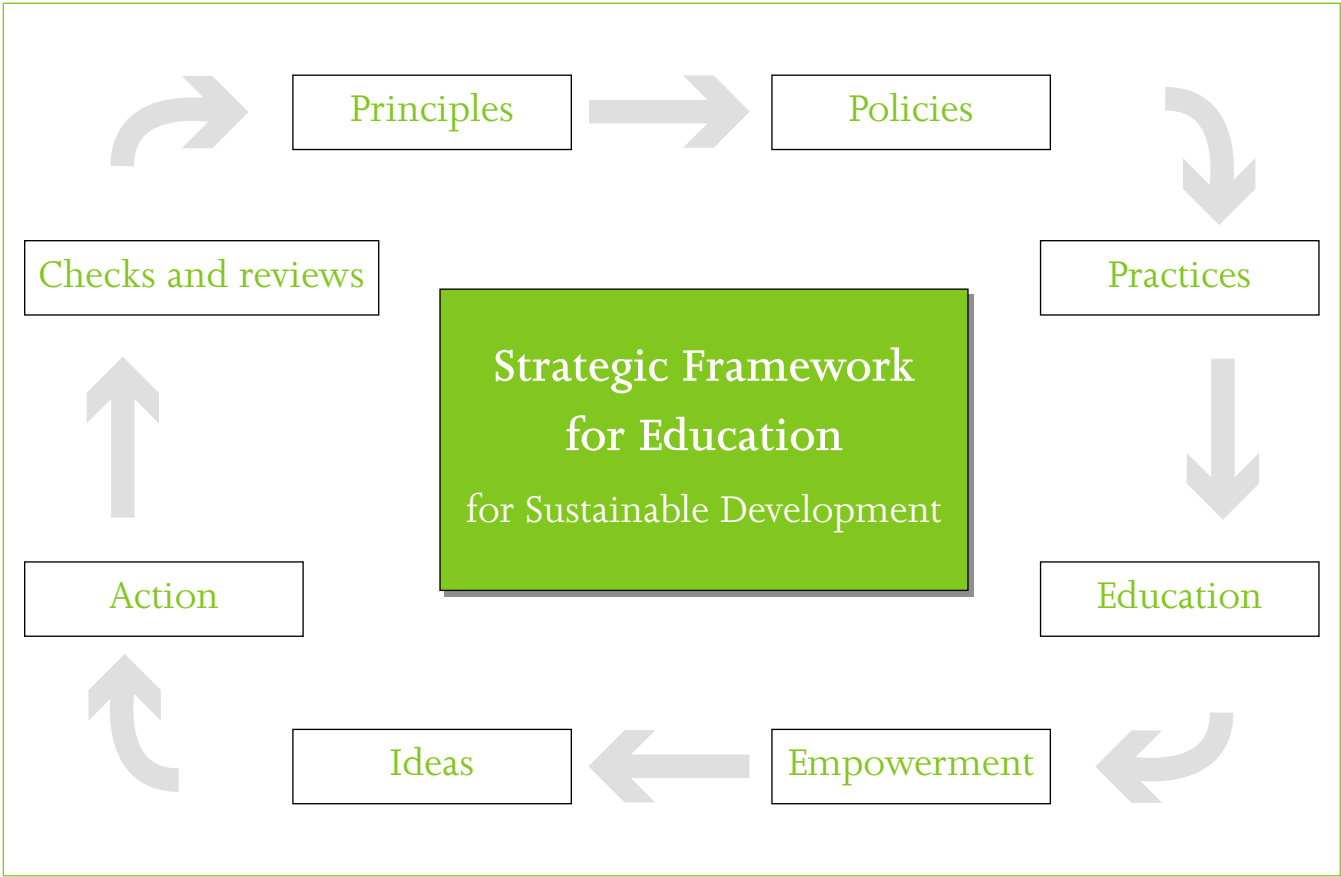 Principles
Policies
Checks and reviews
Practices
Strategic Framework
for Education
for Sustainable Development
Action
Education
Ideas
Empowerment